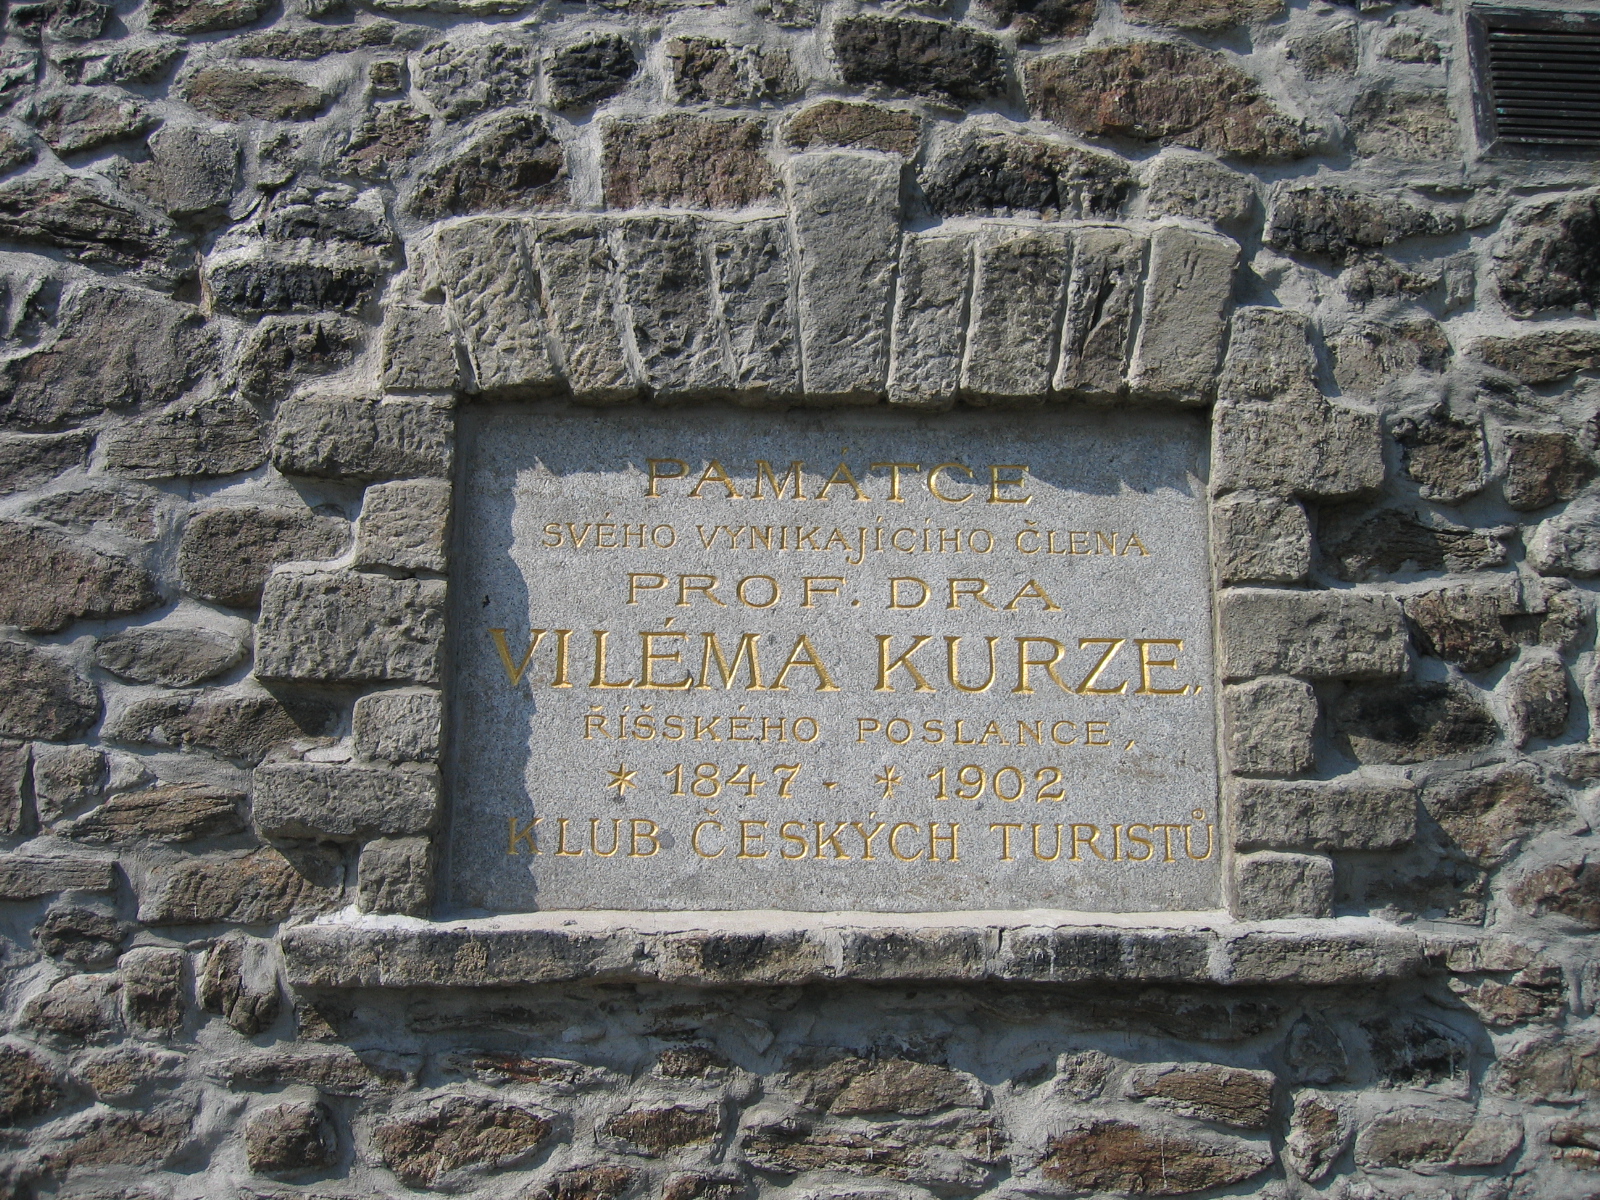 PAMÁTCE
SVÉHO VYNIKAJÍCÍHO ČLENA
PROF. DRA
VILÉMA KURZE,
ŘÍŠSKÉHO POSLANCE,
* 1847 - ⚹ 1902
KLUB ČESKÝCH TURISTŮ